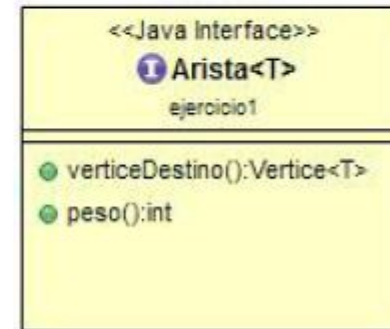 <<Java Interface>>
I Arista<T>
ejercicio1
verticeDestino():Vertice<T>
peso():int